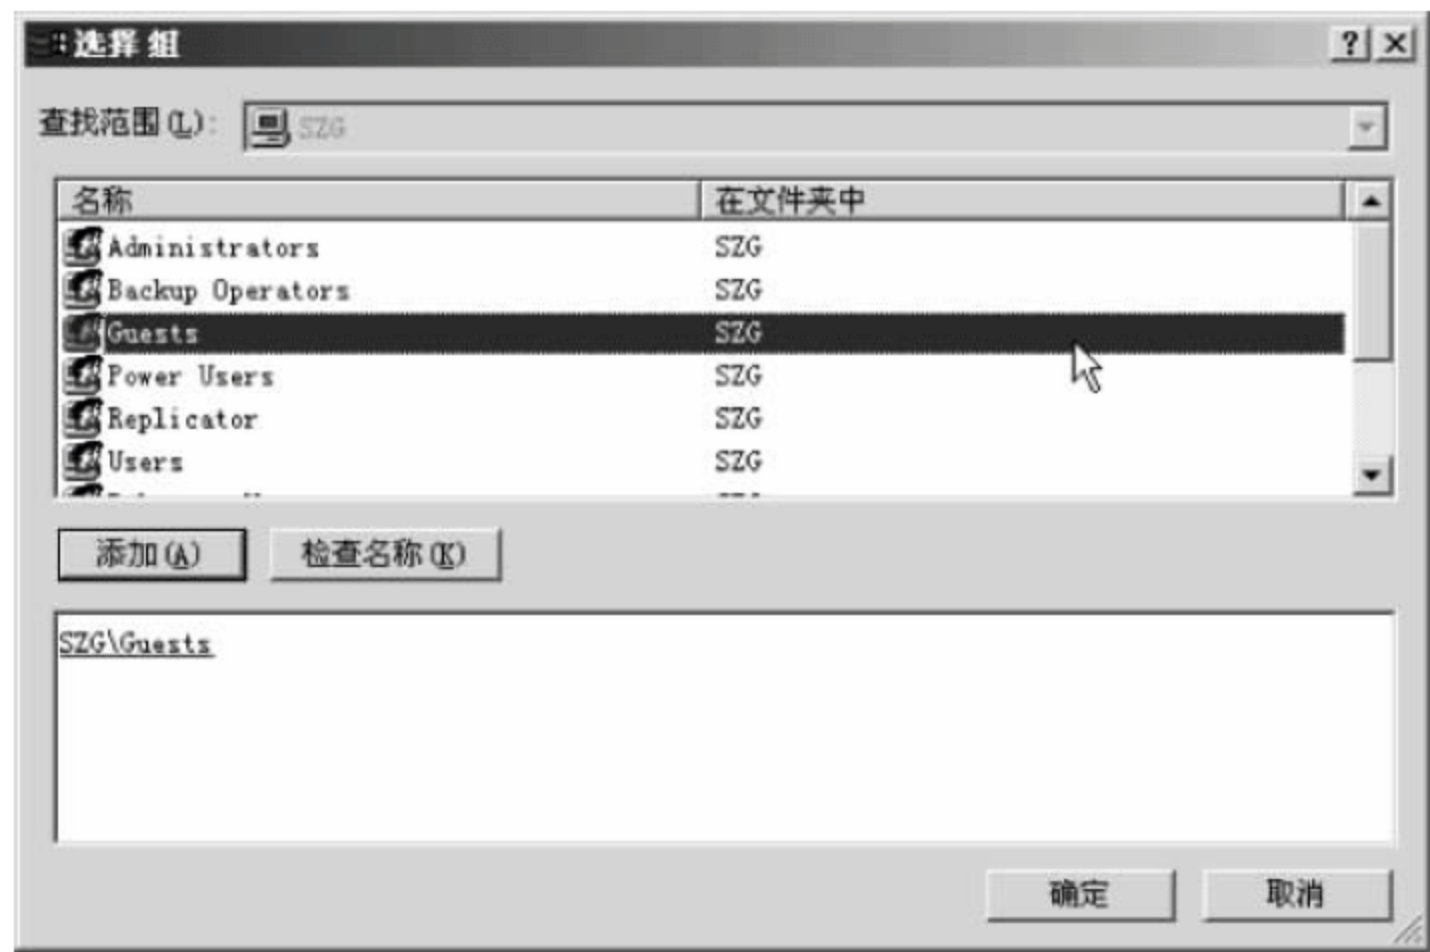 选择 组
查找范围(L): SZG
名称 在文件夹中
Administrators SZG
Backup Operators SZG
Guests SZG
Power Users SZG
Replicator SZG
Users SZG
添加(A) 检查名称(K)
SZG\Guests
确定 取消